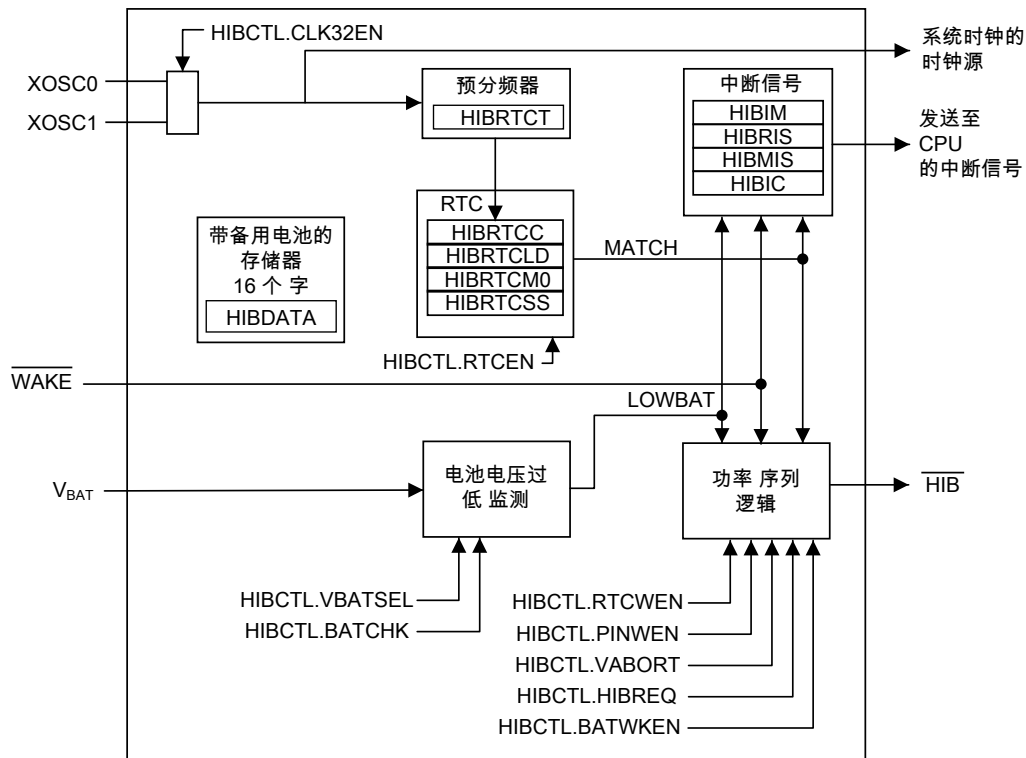 HIBCTL.CLK32EN
XOSC0
XOSC1
系统时钟的
时钟源
预分频器
HIBRTCT
中断信号
HIBIM
HIBRIS
HIBMIS
HIBIC
发送至
CPU
的中断信号
RTC
HIBRTCC
HIBRTCLD
HIBRTCM0
HIBRTCSS
带备用电池的
存储器
16 个 字
HIBDATA
MATCH
HIBCTL.RTCEN
WAKE
LOWBAT
VBAT
电池电压过
低 监测
功率 序列
逻辑
HIB
HIBCTL.VBATSEL
HIBCTL.BATCHK
HIBCTL.RTCWEN
HIBCTL.PINWEN
HIBCTL.VABORT
HIBCTL.HIBREQ
HIBCTL.BATWKEN